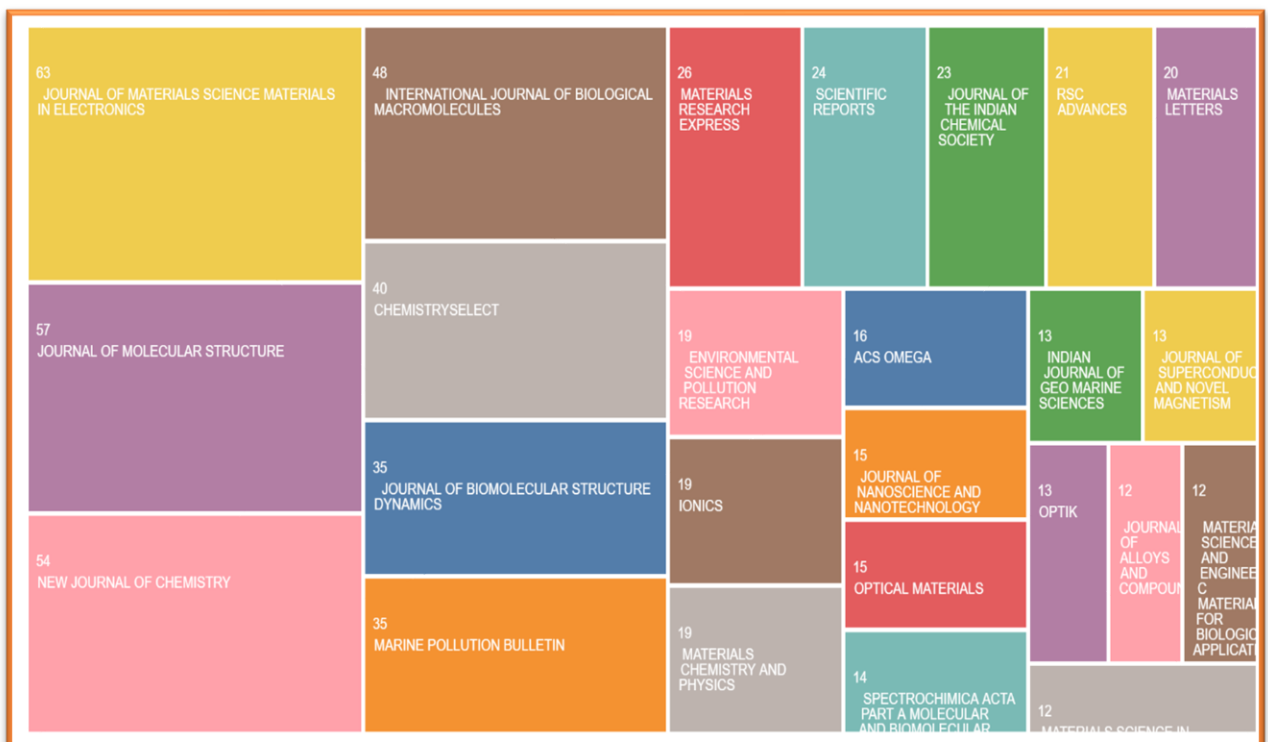 63
JOURNAL OF MATERIALS SCIENCE MATERIALS
IN ELECTRONICS
57
JOURNAL OF MOLECULAR STRUCTURE
54
NEW JOURNAL OF CHEMISTRY
48
INTERNATIONAL JOURNAL OF BIOLOGICAL
MACROMOLECULES
40
CHEMISTRYSELECT
35
JOURNAL OF BIOMOLECULAR STRUCTURE
DYNAMICS
35
MARINE POLLUTION BULLETIN
26
MATERIALS
RESEARCH
EXPRESS
24
SCIENTIFIC
REPORTS
23
JOURNAL OF
THE INDIAN
CHEMICAL
SOCIETY
21
RSC
ADVANCES
20
MATERIALS
LETTERS
19
ENVIRONMENTAL
SCIENCE AND
POLLUTION
RESEARCH
19
IONICS
19
MATERIALS
CHEMISTRY AND
PHYSICS
16
ACS OMEGA
15
JOURNAL OF
NANOSCIENCE AND
NANOTECHNOLOGY
15
OPTICAL MATERIALS
14
SPECTROCHIMICA ACTA
PART A MOLECULAR
AND BIOMOLECULAR
13
INDIAN
JOURNAL OF
GEO MARINE
SCIENCES
13
JOURNAL OF
SUPERCONDUC
AND NOVEL
MAGNETISM
13
OPTIK
12
JOURNAL
OF
ALLOYS
AND
COMPOUN
12
MATERIA
SCIENCE
AND
ENGINEE
C
MATERIA
FOR
BIOLOGIC
APPLICATI
12
MATERIALS SCIENCE IN